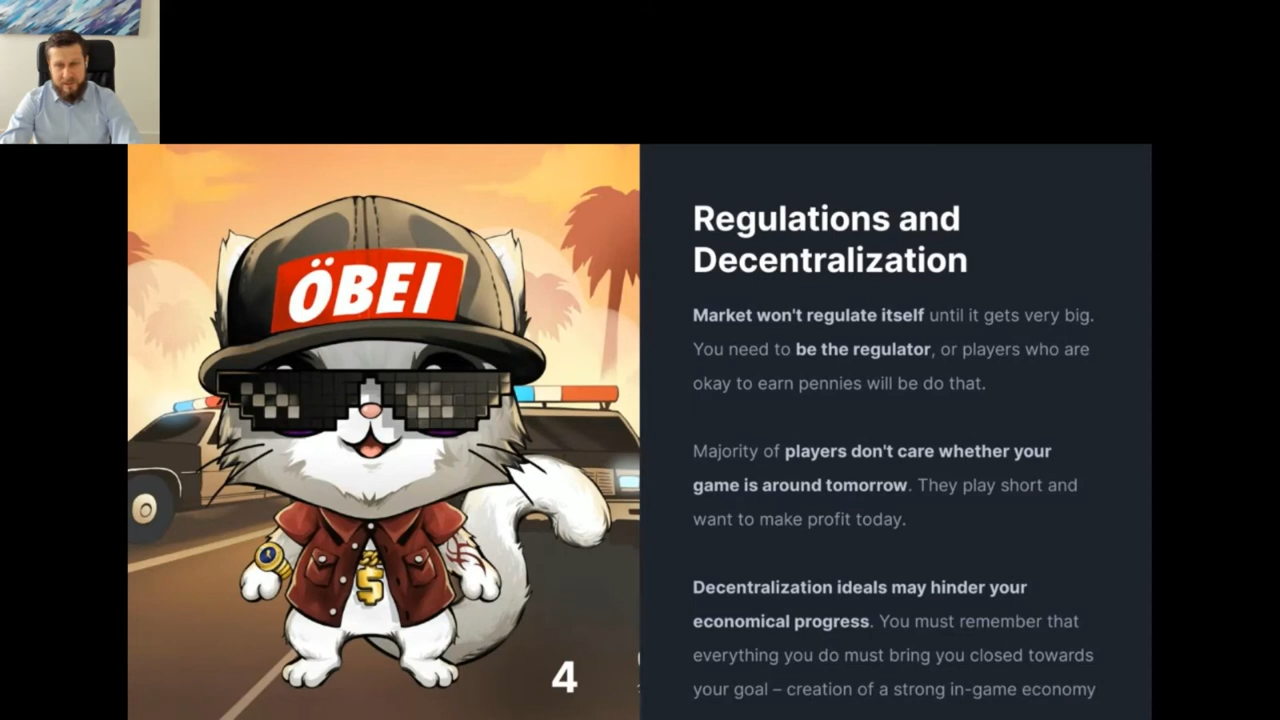 ÖBEI
$
4
Regulations and
Decentralization
Market won't regulate itself until it gets very big.
You need to be the regulator, or players who are
okay to earn pennies will be do that.
Majority of players don't care whether your
game is around tomorrow. They play short and
want to make profit today.
Decentralization ideals may hinder your
economical progress. You must remember that
everything you do must bring you closed towards
your goal – creation of a strong in-game economy